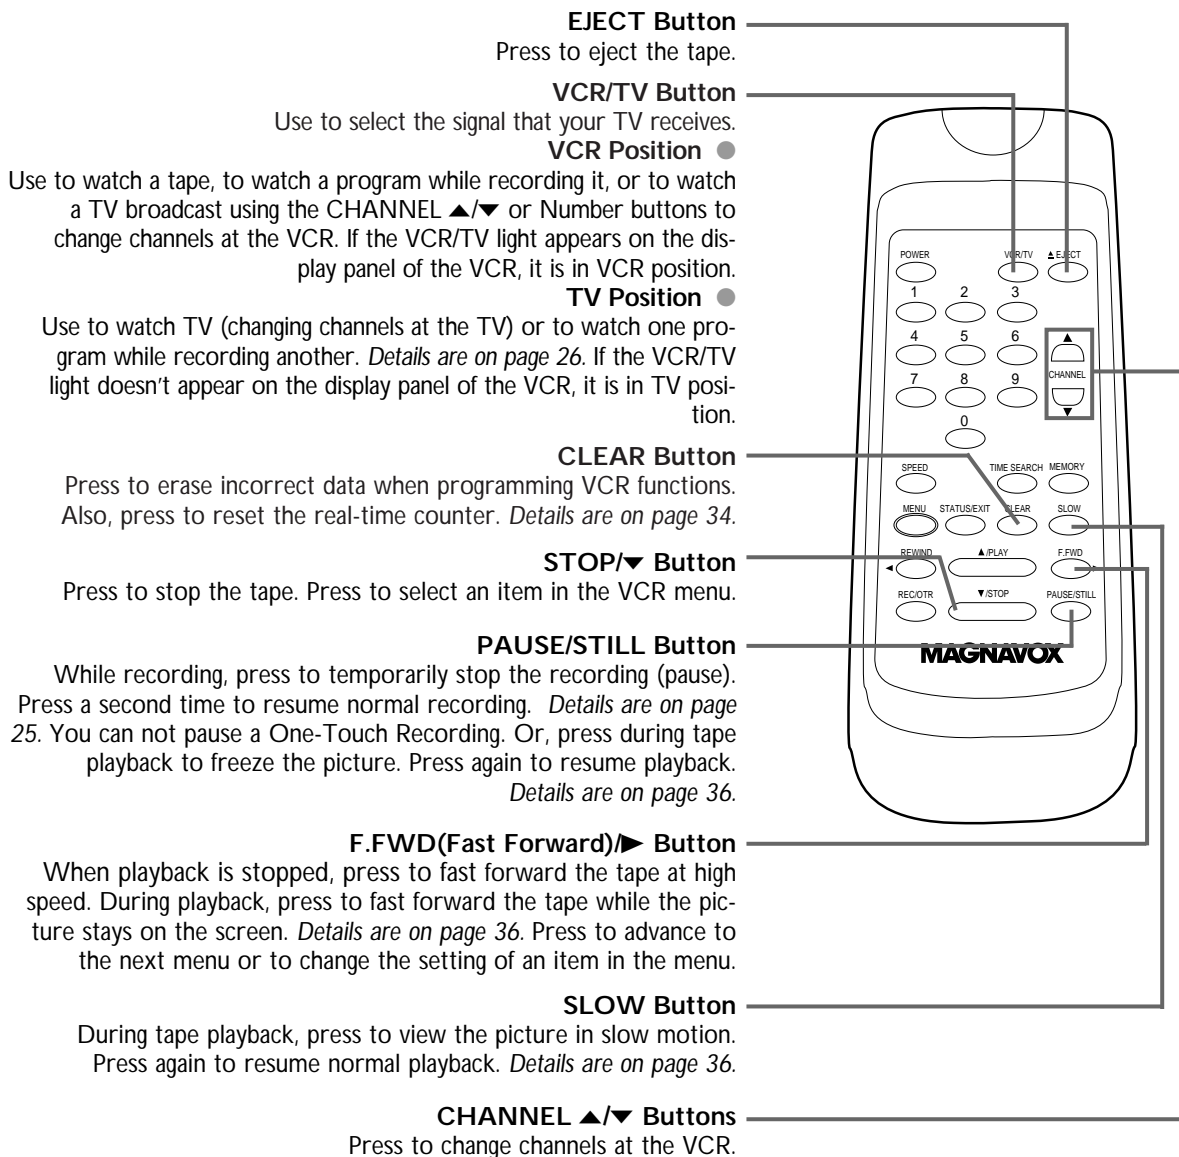 EJECT Button
Press to eject the tape.
VCR/TV Button
Use to select the signal that your TV receives.
VCR Position ●
Use to watch a tape, to watch a program while recording it, or to watch
a TV broadcast using the CHANNEL ▲/▼ or Number buttons to
change channels at the VCR. If the VCR/TV light appears on the dis-
play panel of the VCR, it is in VCR position.
TV Position ●
Use to watch TV (changing channels at the TV) or to watch one pro-
gram while recording another. Details are on page 26. If the VCR/TV
light doesn't appear on the display panel of the VCR, it is in TV posi-
tion.
CLEAR Button
Press to erase incorrect data when programming VCR functions.
Also, press to reset the real-time counter. Details are on page 34.
STOP/▼ Button
Press to stop the tape. Press to select an item in the VCR menu.
PAUSE/STILL Button
While recording, press to temporarily stop the recording (pause).
Press a second time to resume normal recording. Details are on page
25. You can not pause a One-Touch Recording. Or, press during tape
playback to freeze the picture. Press again to resume playback.
Details are on page 36.
F.FWD(Fast Forward)/▶ Button
When playback is stopped, press to fast forward the tape at high
speed. During playback, press to fast forward the tape while the pic-
ture stays on the screen. Details are on page 36. Press to advance to
the next menu or to change the setting of an item in the menu.
SLOW Button
During tape playback, press to view the picture in slow motion.
Press again to resume normal playback. Details are on page 36.
CHANNEL ▲/▼ Buttons
Press to change channels at the VCR.
POWER VCR/TV ▲ EJECT
1 2 3
4 5 6
▲
CHANNEL
▼
7 8 9
0
SPEED TIME SEARCH MEMORY
MENU STATUS/EXIT CLEAR SLOW
REWIND ▲/PLAY F.FWD
◀ ▶
REC/OTR ▼/STOP PAUSE/STILL
MAGNAVOX